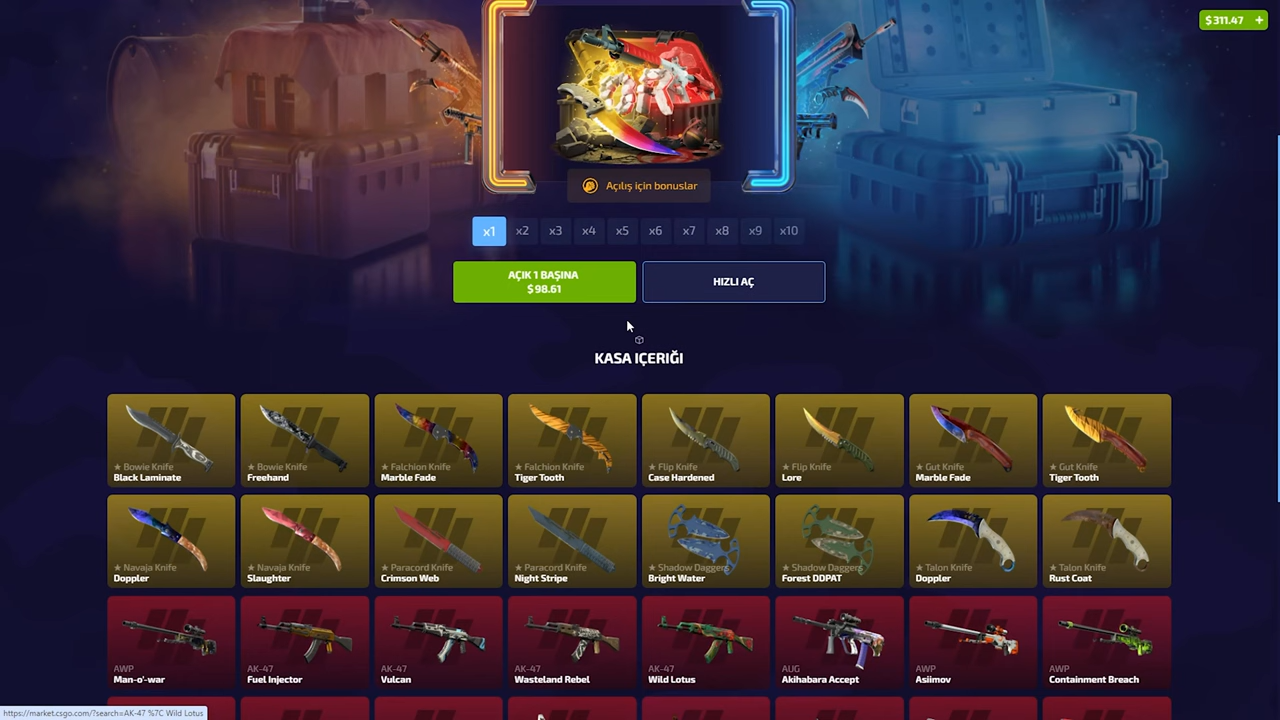 $311.47 +
Açılış için bonuslar
x1 x2 x3 x4 x5 x6 x7 x8 x9 x10
AÇIK 1 BAŞINA
$98.61
HIZLI AÇ
KASA IÇERIĞI
★ Bowie Knife
Black Laminate
★ Bowie Knife
Freehand
★ Falchion Knife
Marble Fade
★ Falchion Knife
Tiger Tooth
★ Flip Knife
Case Hardened
★ Flip Knife
Lore
★ Gut Knife
Marble Fade
★ Gut Knife
Tiger Tooth
★ Navaja Knife
Doppler
★ Navaja Knife
Slaughter
★ Paracord Knife
Crimson Web
★ Paracord Knife
Night Stripe
★ Shadow Daggers
Bright Water
★ Shadow Daggers
Forest DDPAT
★ Talon Knife
Doppler
★ Talon Knife
Rust Coat
AWP
Man-o'-war
AK-47
Fuel Injector
AK-47
Vulcan
AK-47
Wasteland Rebel
AK-47
Wild Lotus
AUG
Akihabara Accept
AWP
Asiimov
AWP
Containment Breach
https://market.csgo.com/?search=AK-47 %7C Wild Lotus